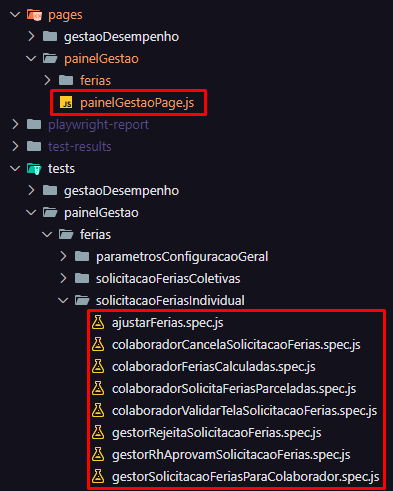 pages
gestaoDesempenho
painelGestao
ferias
JS painelGestaoPage.js
playwright-report
test-results
tests
gestaoDesempenho
painelGestao
ferias
parametrosConfiguracaoGeral
solicitacaoFeriasColetivas
solicitacaoFeriasIndividual
ajustarFerias.spec.js
colaboradorCancelaSolicitacaoFerias.spec.js
colaboradorFeriasCalculadas.spec.js
colaboradorSolicitaFeriasParceladas.spec.js
colaboradorValidarTelaSolicitacaoFerias.spec.js
gestorRejeitaSolicitacaoFerias.spec.js
gestorRhAprovamSolicitacaoFerias.spec.js
gestorSolicitacaoFeriasParaColaborador.spec.js